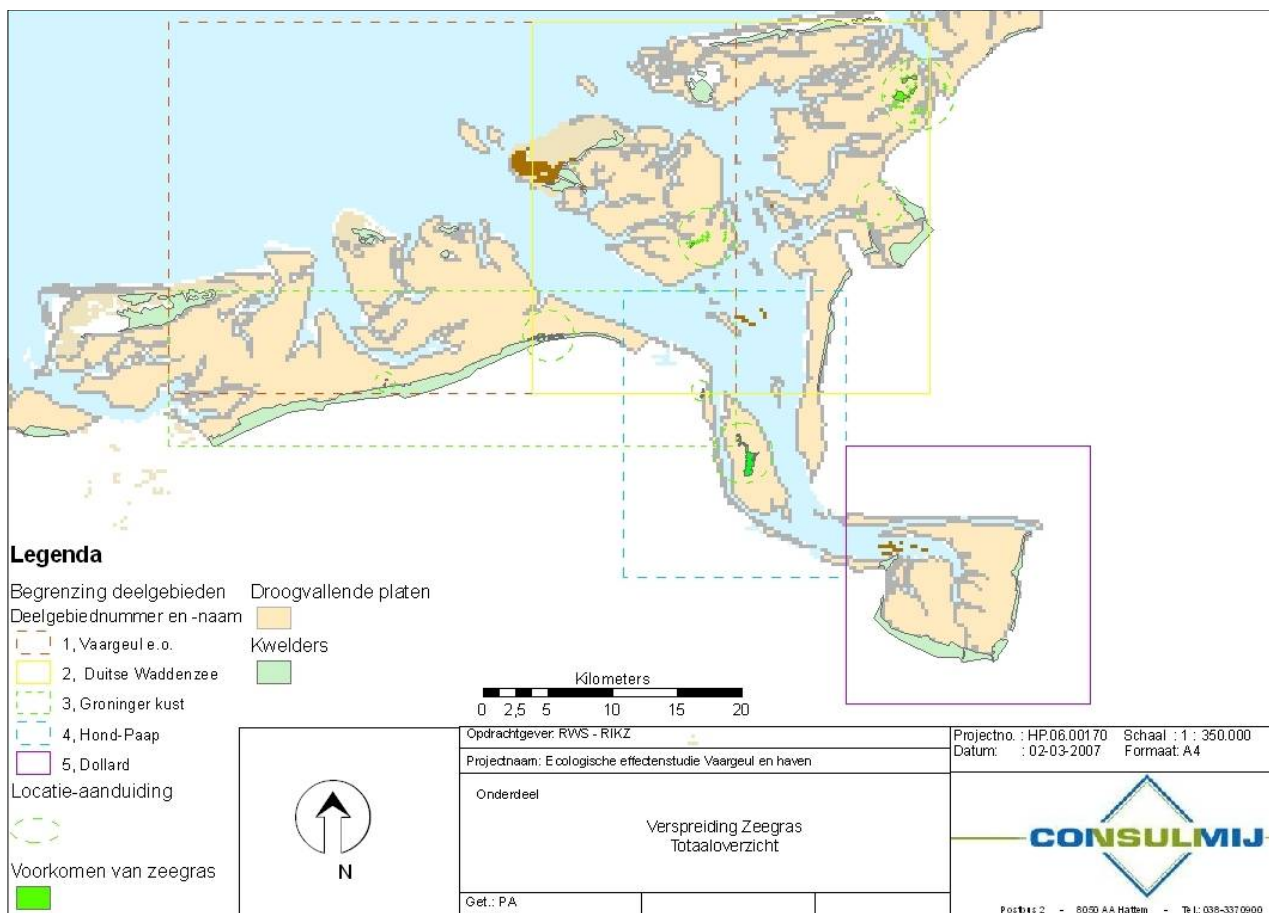 Legenda
Begrenzing deelgebieden
Deelgebiednummer en -naam
1, Vaargeul e.o.
2, Duitse Waddenzee
3, Groninger kust
4, Hond-Paap
5, Dollard
Locatie-aanduiding
Voorkomen van zeegras
Droogvallende platen
Kwelders
Kilometers
0 2,5 5 10 15 20
N
Opdrachtgever: RWS - RIKZ
Projectnaam: Ecologische effectenstudie Vaargeul en haven
Onderdeel
Verspreiding Zeegras
Totaaloverzicht
Get.: PA
Projectno. : HP.06.00170 Schaal : 1 : 350.000
Datum: : 02-03-2007 Formaat: A4
CONSULMIJ
Postbus 2 - 8050 AA Hattem - Tel.: 038-3370900